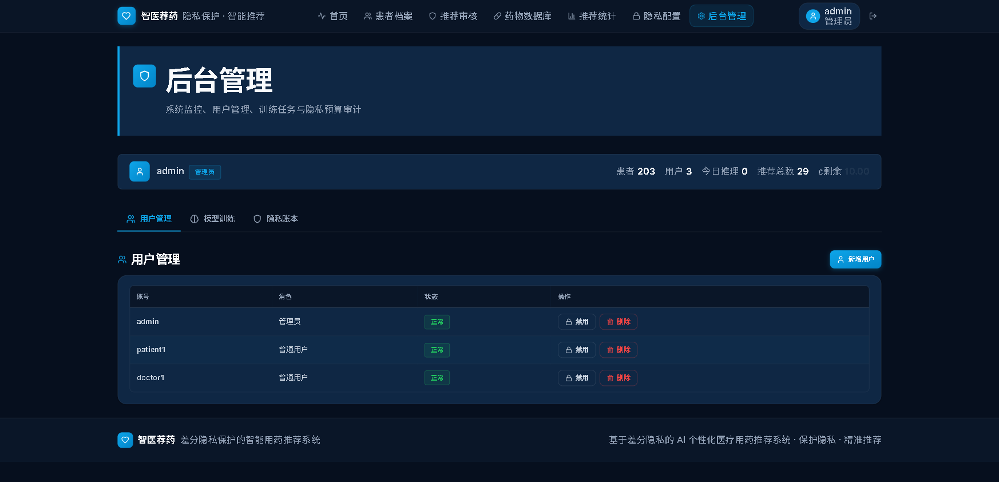 智医荐药 隐私保护 · 智能推荐 首页 患者档案 推荐审核 药物数据库 推荐统计 隐私配置 后台管理 admin 管理员
后台管理
系统监控、用户管理、训练任务与隐私预算审计
admin 管理员 患者 203 用户 3 今日推理 0 推荐总数 29 ε剩余 10.00
用户管理 模型训练 隐私账本
用户管理 新增用户
账号 角色 状态 操作
admin 管理员 正常 禁用 删除
patient1 普通用户 正常 禁用 删除
doctor1 普通用户 正常 禁用 删除
智医荐药 差分隐私保护的智能用药推荐系统 基于差分隐私的 AI 个性化医疗用药推荐系统 · 保护隐私 · 精准推荐